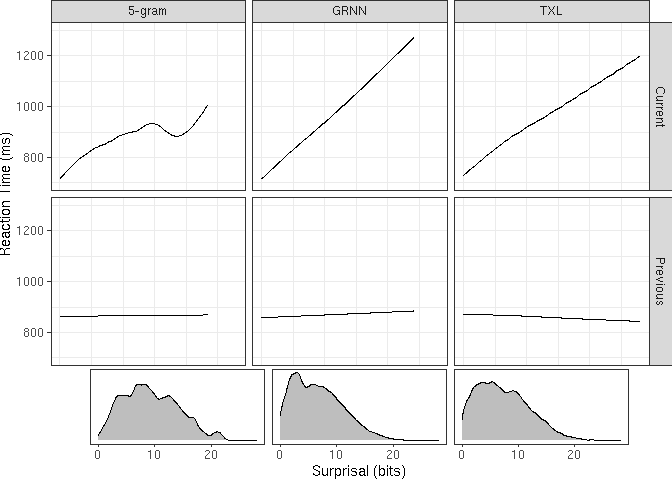 5-gram GRNN TXL
1200
1000
800
Current
1200
1000
800
Previous
Reaction Time (ms)
0 10 20 0 10 20 0 10 20
Surprisal (bits)